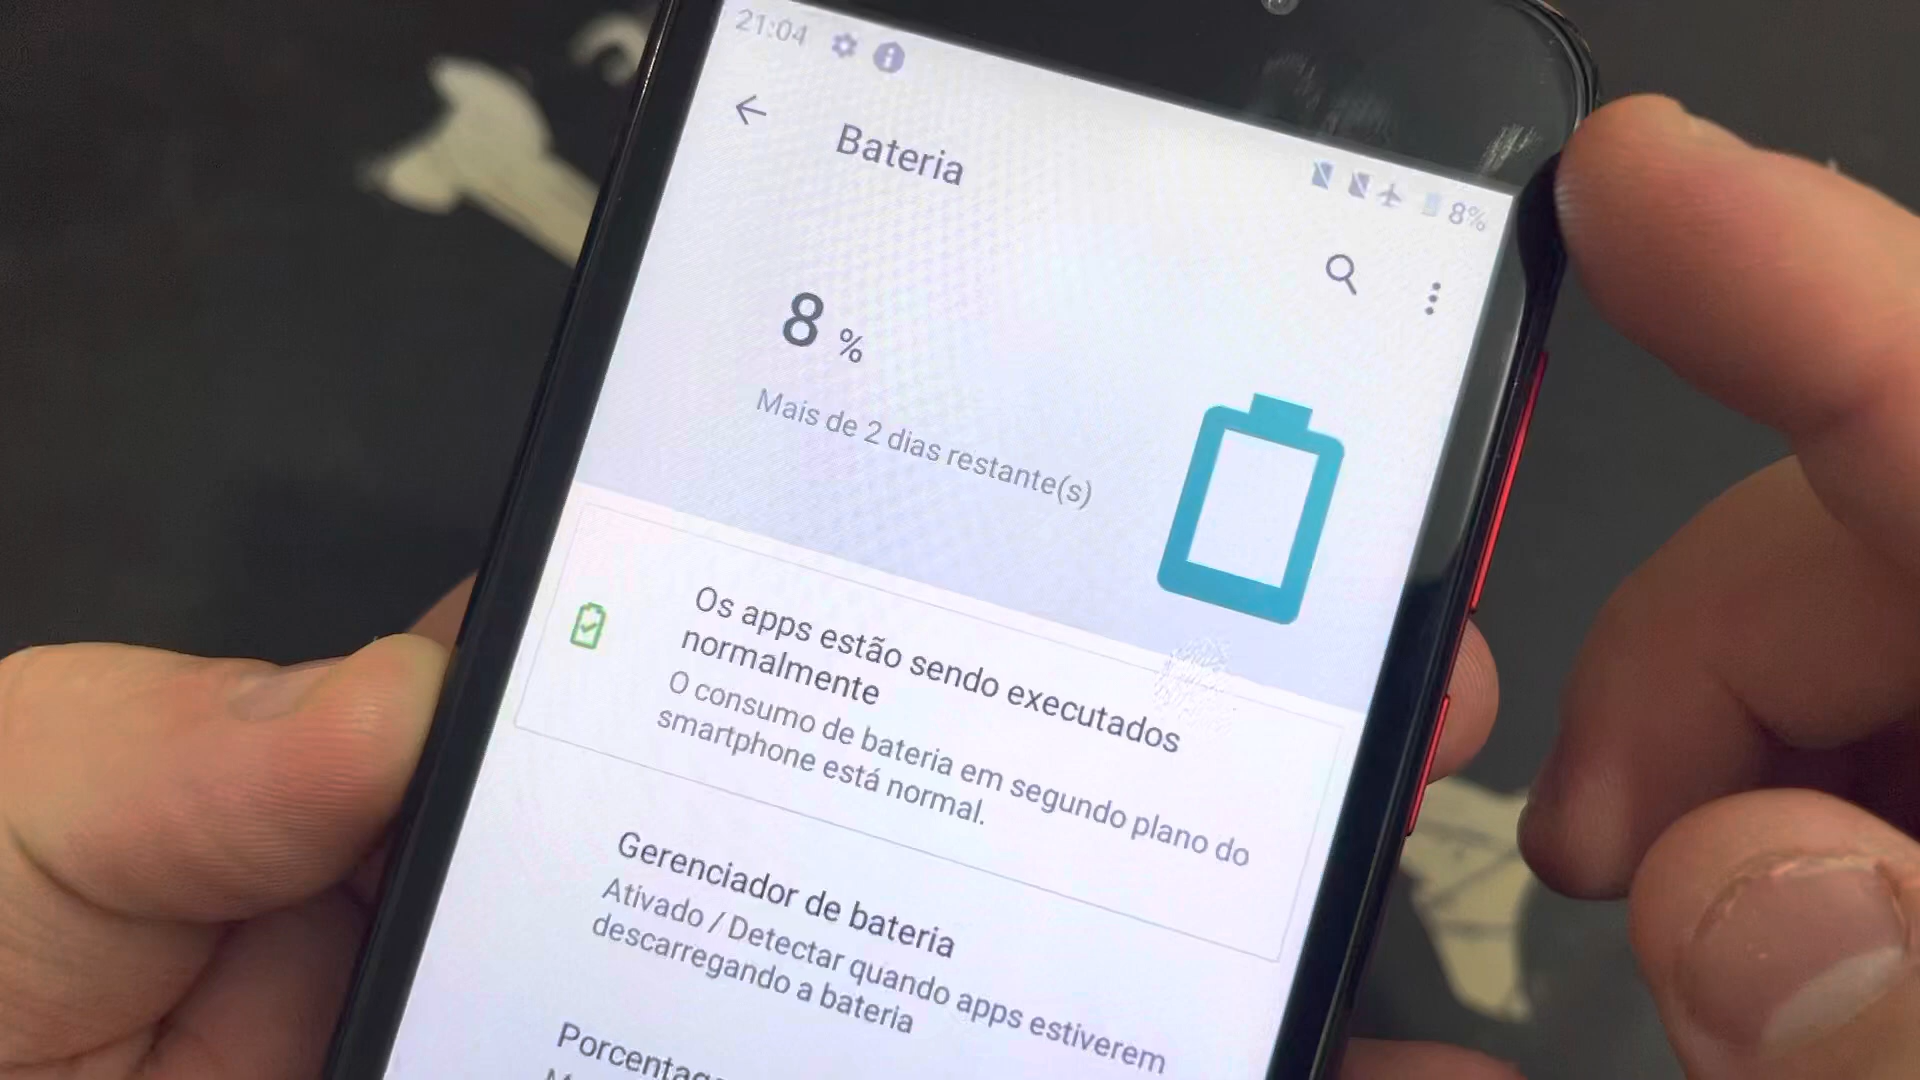 21:04
8%
Bateria
8 %
Mais de 2 dias restante(s)
Os apps estão sendo executados
normalmente
O consumo de bateria em segundo plano do
smartphone está normal.
Gerenciador de bateria
Ativado / Detectar quando apps estiverem
descarregando a bateria